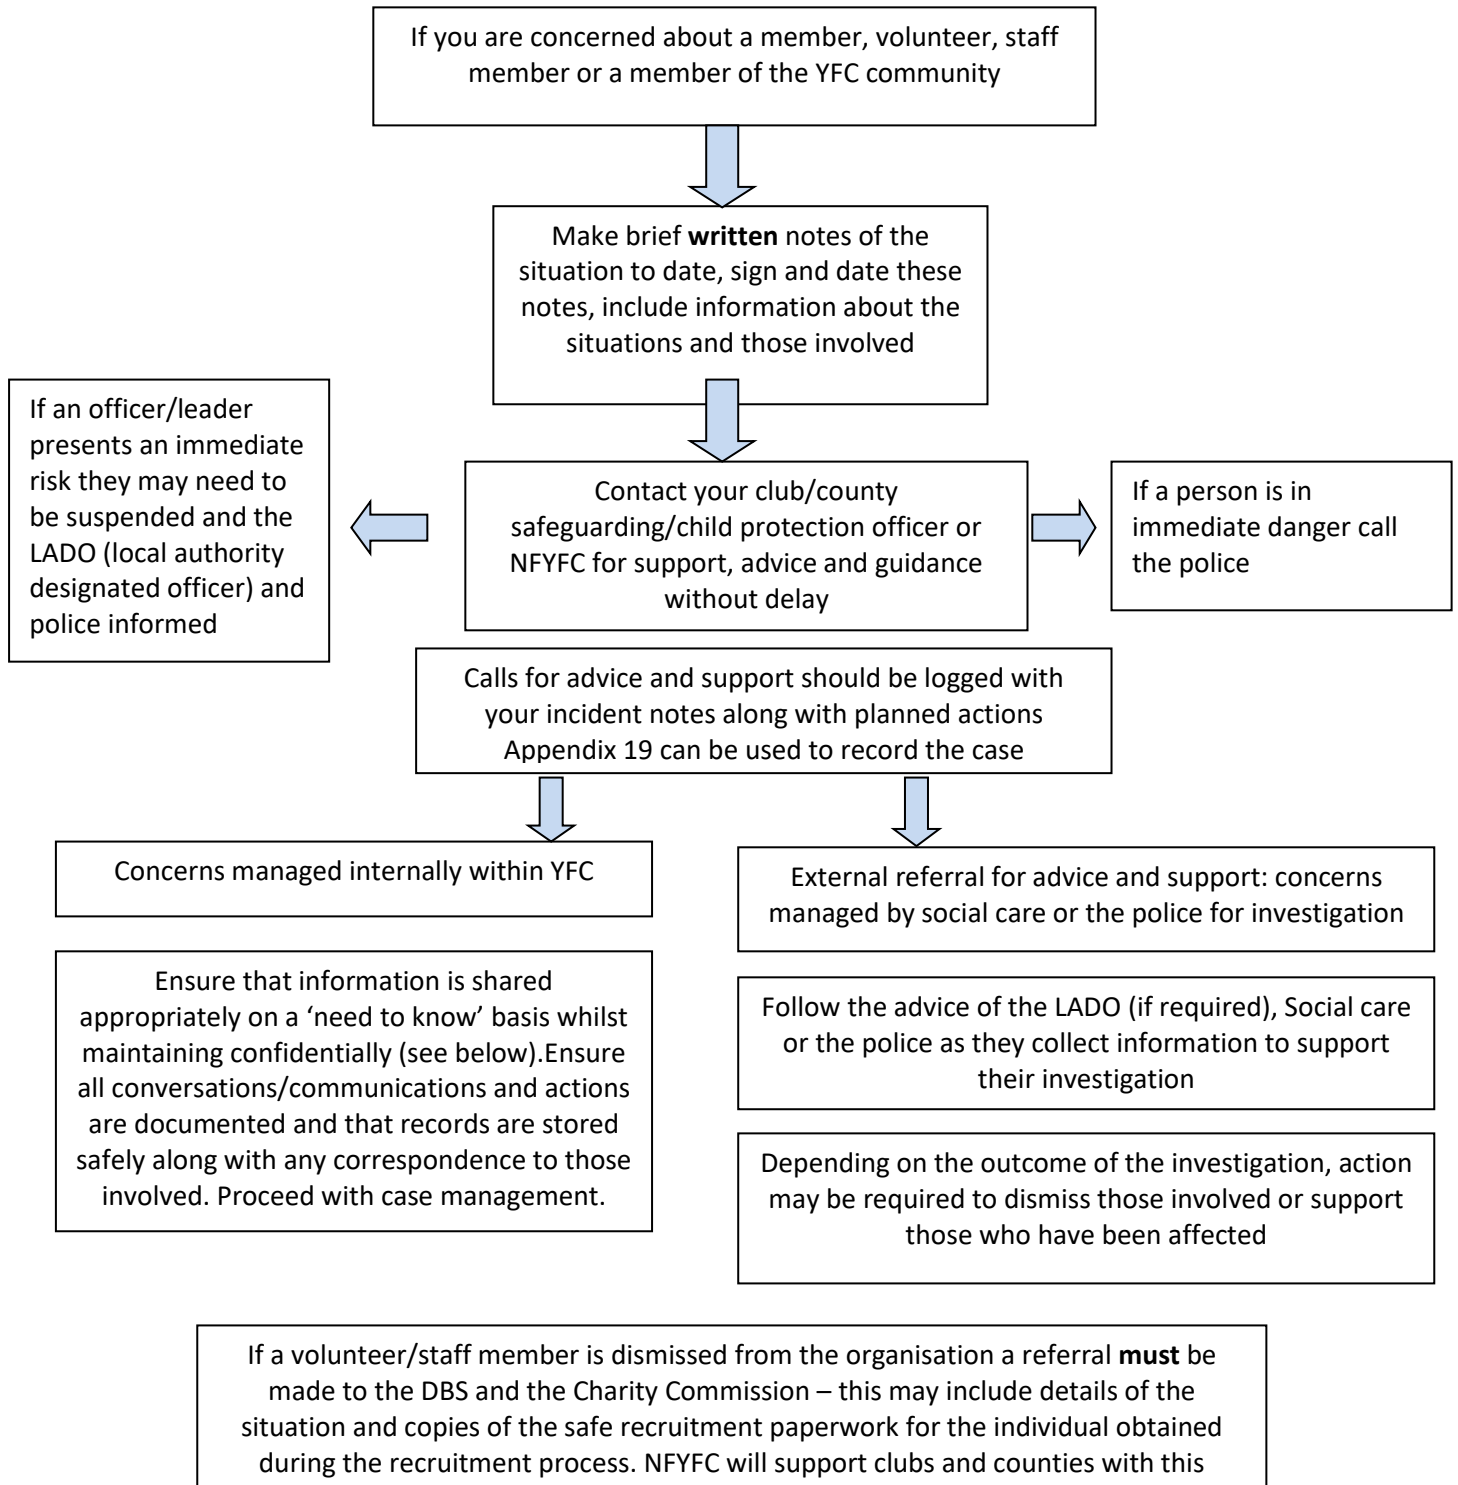 If you are concerned about a member, volunteer, staff
member or a member of the YFC community
Make brief written notes of the
situation to date, sign and date these
notes, include information about the
situations and those involved
If an officer/leader
presents an immediate
risk they may need to
be suspended and the
LADO (local authority
designated officer) and
police informed
Contact your club/county
safeguarding/child protection officer or
NFYFC for support, advice and guidance
without delay
If a person is in
immediate danger call
the police
Calls for advice and support should be logged with
your incident notes along with planned actions
Appendix 19 can be used to record the case
Concerns managed internally within YFC
Ensure that information is shared
appropriately on a ‘need to know’ basis whilst
maintaining confidentially (see below).Ensure
all conversations/communications and actions
are documented and that records are stored
safely along with any correspondence to those
involved. Proceed with case management.
External referral for advice and support: concerns
managed by social care or the police for investigation
Follow the advice of the LADO (if required), Social care
or the police as they collect information to support
their investigation
Depending on the outcome of the investigation, action
may be required to dismiss those involved or support
those who have been affected
If a volunteer/staff member is dismissed from the organisation a referral must be
made to the DBS and the Charity Commission – this may include details of the
situation and copies of the safe recruitment paperwork for the individual obtained
during the recruitment process. NFYFC will support clubs and counties with this